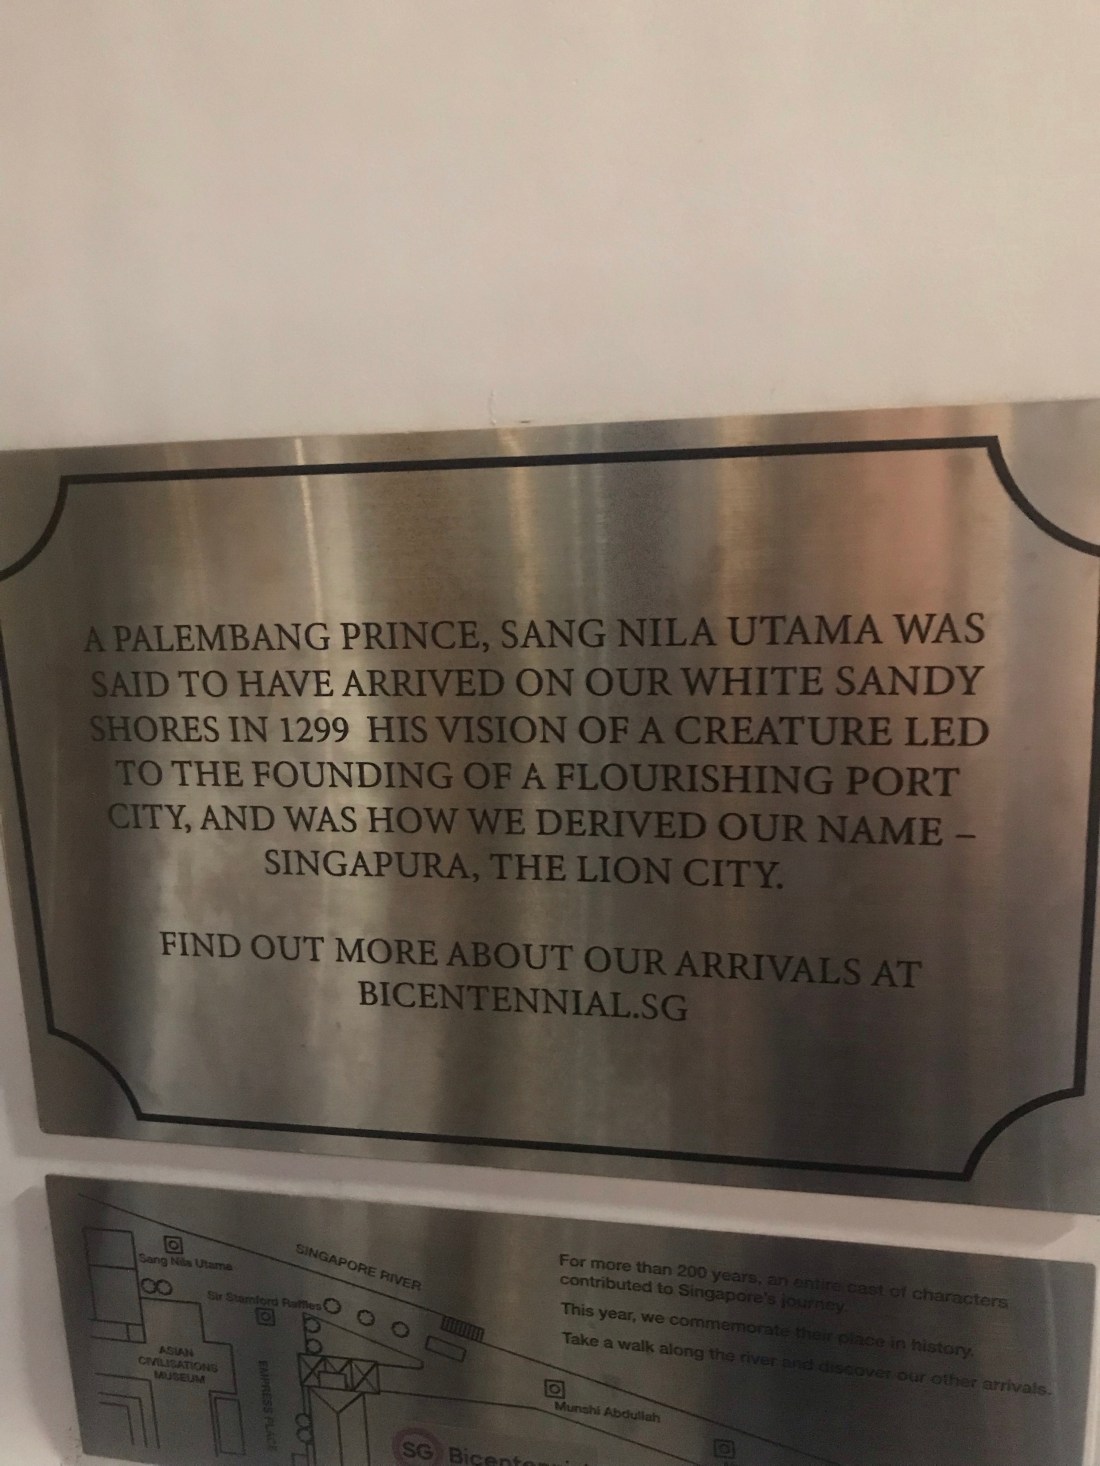 A PALEMBANG PRINCE, SANG NILA UTAMA WAS
SAID TO HAVE ARRIVED ON OUR WHITE SANDY
SHORES IN 1299 HIS VISION OF A CREATURE LED
TO THE FOUNDING OF A FLOURISHING PORT
CITY, AND WAS HOW WE DERIVED OUR NAME –
SINGAPURA, THE LION CITY.
FIND OUT MORE ABOUT OUR ARRIVALS AT
BICENTENNIAL.SG
Sang Nila Utama
SINGAPORE RIVER
Sir Stamford Raffles
ASIAN
CIVILISATIONS
MUSEUM
EMPRESS PLACE
For more than 200 years, an entire cast of characters
contributed to Singapore's journey.
This year, we commemorate their place in history.
Take a walk along the river and discover our other arrivals.
Munshi Abdullah
SG